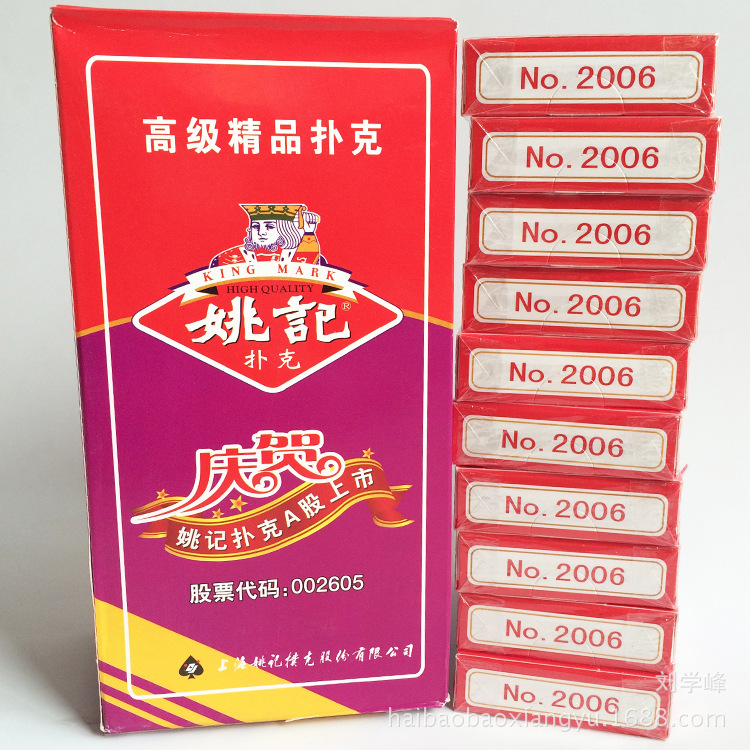 高级精品扑克
KING MARK
HIGH QUALITY
姚記®
扑克
庆贺
姚记扑克A股上市
股票代码:002605
上海姚记撲克股份有限公司
No. 2006
No. 2006
No. 2006
No. 2006
No. 2006
No. 2006
No. 2006
No. 2006
No. 2006
No. 2006
刘学峰
haibaobaoxiangyu.1688.com